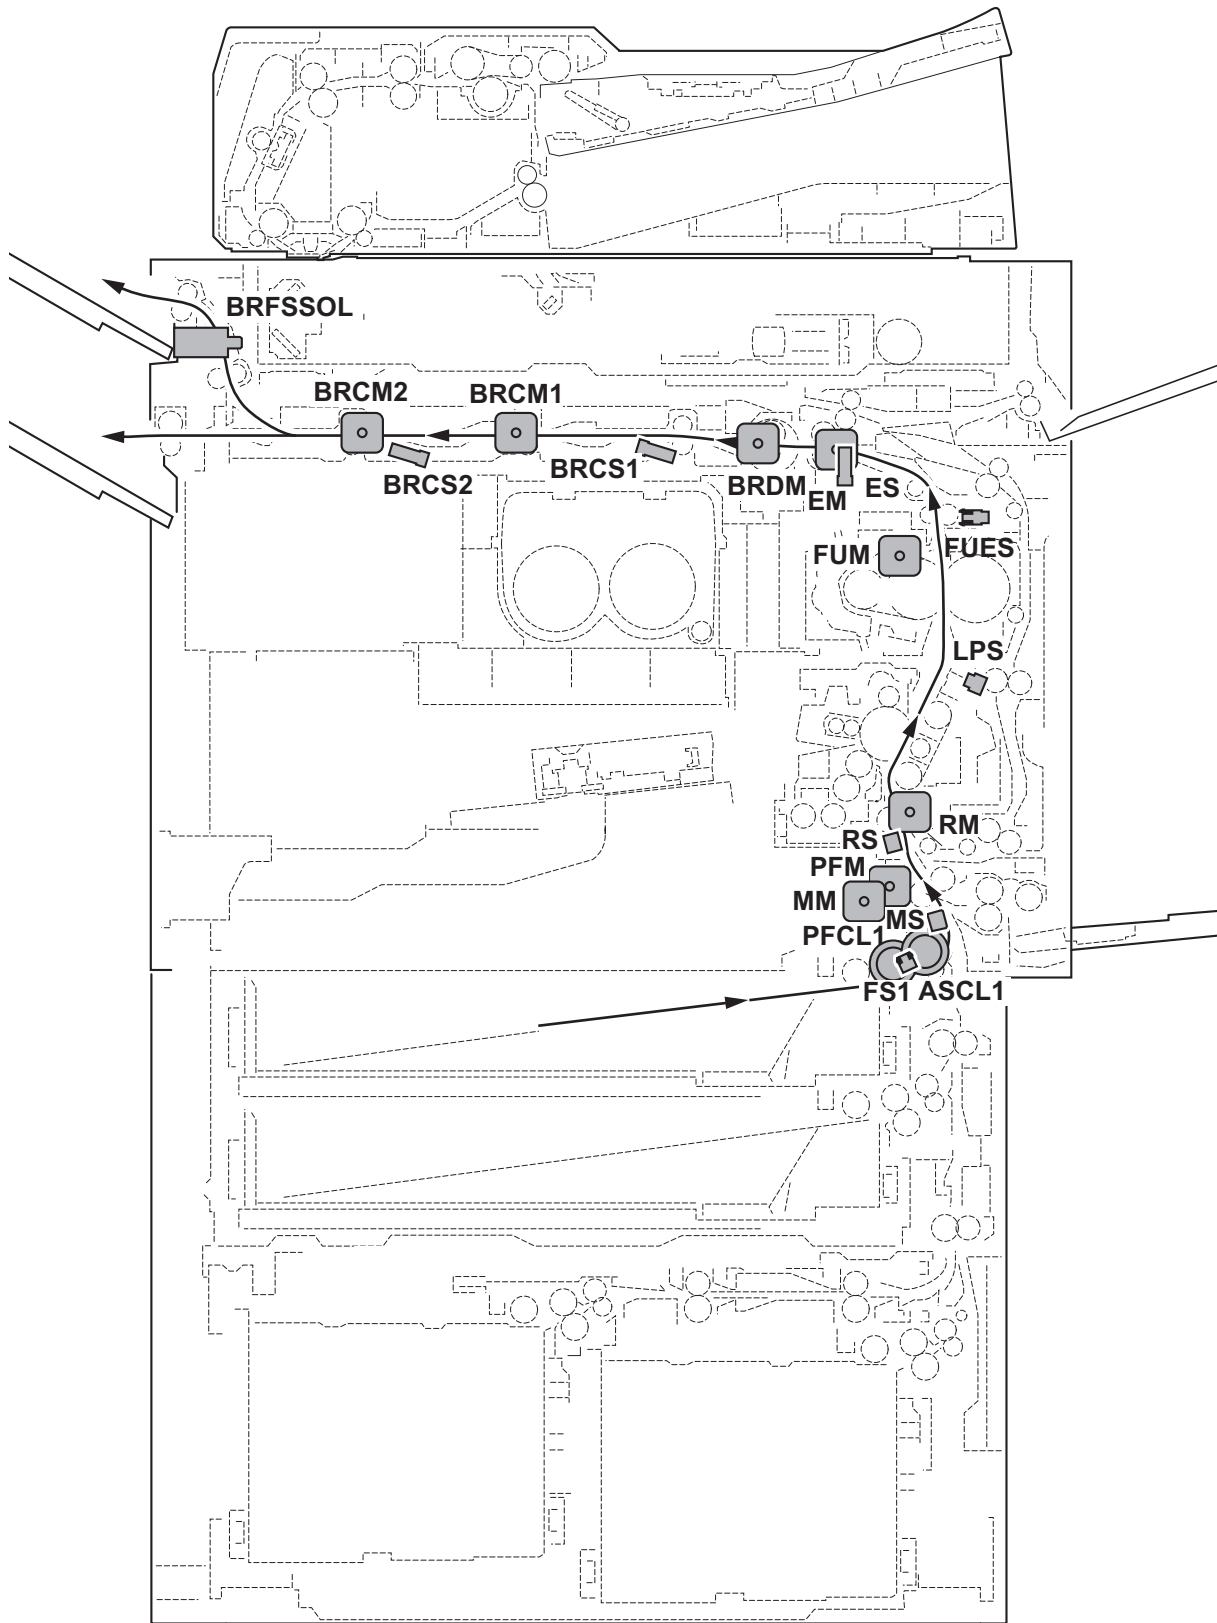 BRFSSOL
BRCM2
BRCM1
BRCS2
BRCS1
BRDM
EM
ES
FUM
FUES
LPS
RM
RS
PFM
MM
MS
PFCL1
FS1
ASCL1